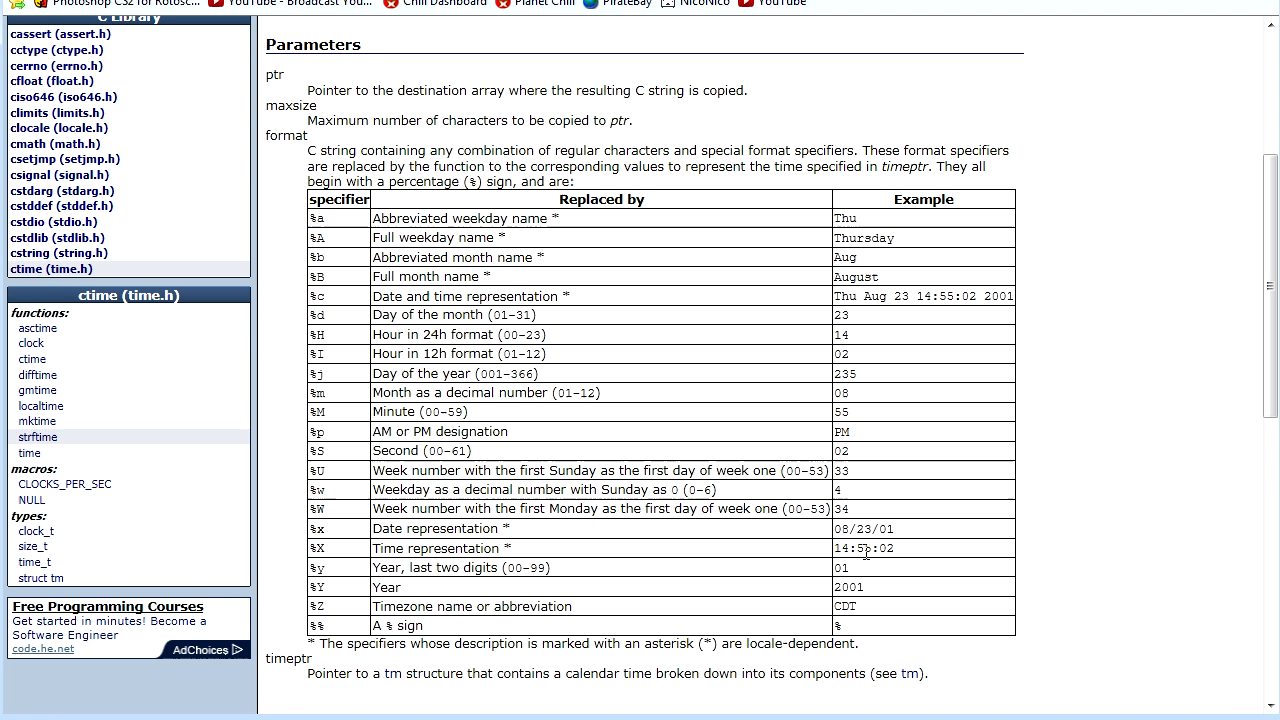 Photoshop CS2 for Rotosc... YouTube - Broadcast You... Chill Dashboard Planet Chill PirateBay NicoNico YouTube
C Library
cassert (assert.h)
cctype (ctype.h)
cerrno (errno.h)
cfloat (float.h)
ciso646 (iso646.h)
climits (limits.h)
clocale (locale.h)
cmath (math.h)
csetjmp (setjmp.h)
csignal (signal.h)
cstdarg (stdarg.h)
cstddef (stddef.h)
cstdio (stdio.h)
cstdlib (stdlib.h)
cstring (string.h)
ctime (time.h)
ctime (time.h)
functions:
asctime
clock
ctime
difftime
gmtime
localtime
mktime
strftime
time
macros:
CLOCKS_PER_SEC
NULL
types:
clock_t
size_t
time_t
struct tm
Free Programming Courses
Get started in minutes! Become a
Software Engineer
code.he.net
AdChoices
Parameters
ptr
Pointer to the destination array where the resulting C string is copied.
maxsize
Maximum number of characters to be copied to ptr.
format
C string containing any combination of regular characters and special format specifiers. These format specifiers
are replaced by the function to the corresponding values to represent the time specified in timeptr. They all
begin with a percentage (%) sign, and are:
specifier Replaced by Example
%a Abbreviated weekday name * Thu
%A Full weekday name * Thursday
%b Abbreviated month name * Aug
%B Full month name * August
%c Date and time representation * Thu Aug 23 14:55:02 2001
%d Day of the month (01-31) 23
%H Hour in 24h format (00-23) 14
%I Hour in 12h format (01-12) 02
%j Day of the year (001-366) 235
%m Month as a decimal number (01-12) 08
%M Minute (00-59) 55
%p AM or PM designation PM
%S Second (00-61) 02
%U Week number with the first Sunday as the first day of week one (00-53) 33
%w Weekday as a decimal number with Sunday as 0 (0-6) 4
%W Week number with the first Monday as the first day of week one (00-53) 34
%x Date representation * 08/23/01
%X Time representation * 14:55:02
%y Year, last two digits (00-99) 01
%Y Year 2001
%Z Timezone name or abbreviation CDT
%% A % sign %
* The specifiers whose description is marked with an asterisk (*) are locale-dependent.
timeptr
Pointer to a tm structure that contains a calendar time broken down into its components (see tm).